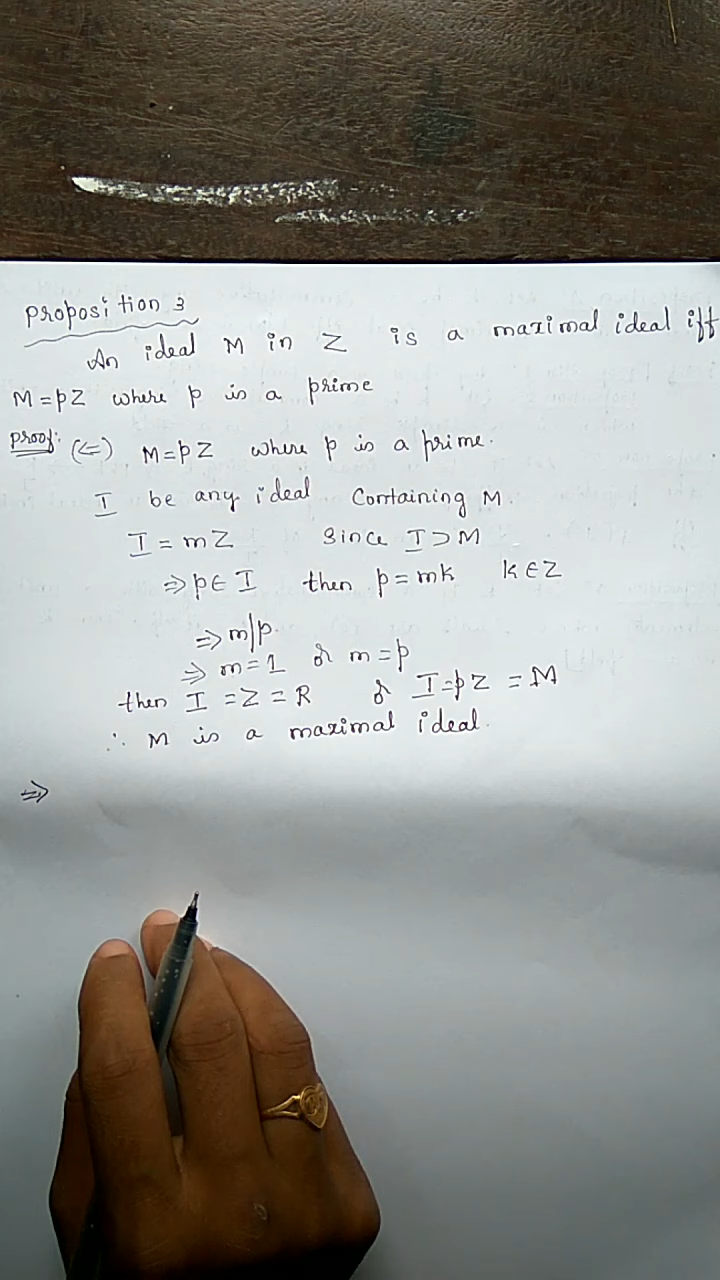 Proposition 3
An ideal M in Z is a maximal ideal iff
M = pZ where p is a prime
Proof: (⇐) M = pZ where p is a prime.
I be any ideal Containing M.
I = mZ Since I ⊃ M
⇒ p ∈ I then p = mk k ∈ Z
⇒ m/p.
⇒ m = 1 or m = p
then I = Z = R or I = pZ = M
∴ M is a maximal ideal.
⇒